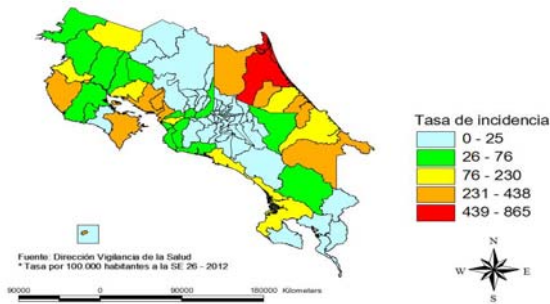 Tasa de incidencia
0 - 25
26 - 76
76 - 230
231 - 438
439 - 865
Fuente: Dirección Vigilancia de la Salud
* Tasa por 100.000 habitantes a la SE 26 - 2012
90000 0 90000 180000 Kilometers
N
W E
S